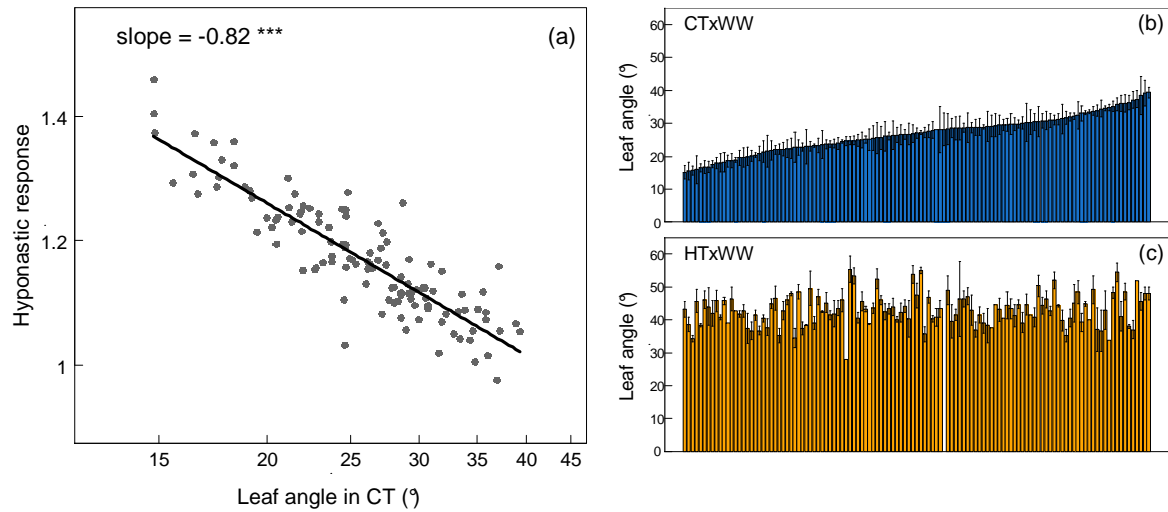 slope = -0.82 ***
(a)
Hyponastic response
1.4
1.2
1
15 20 25 30 35 40 45
Leaf angle in CT (°)
CTxWW
(b)
Leaf angle (°)
60
50
40
30
20
10
0
HTxWW
(c)
Leaf angle (°)
60
50
40
30
20
10
0